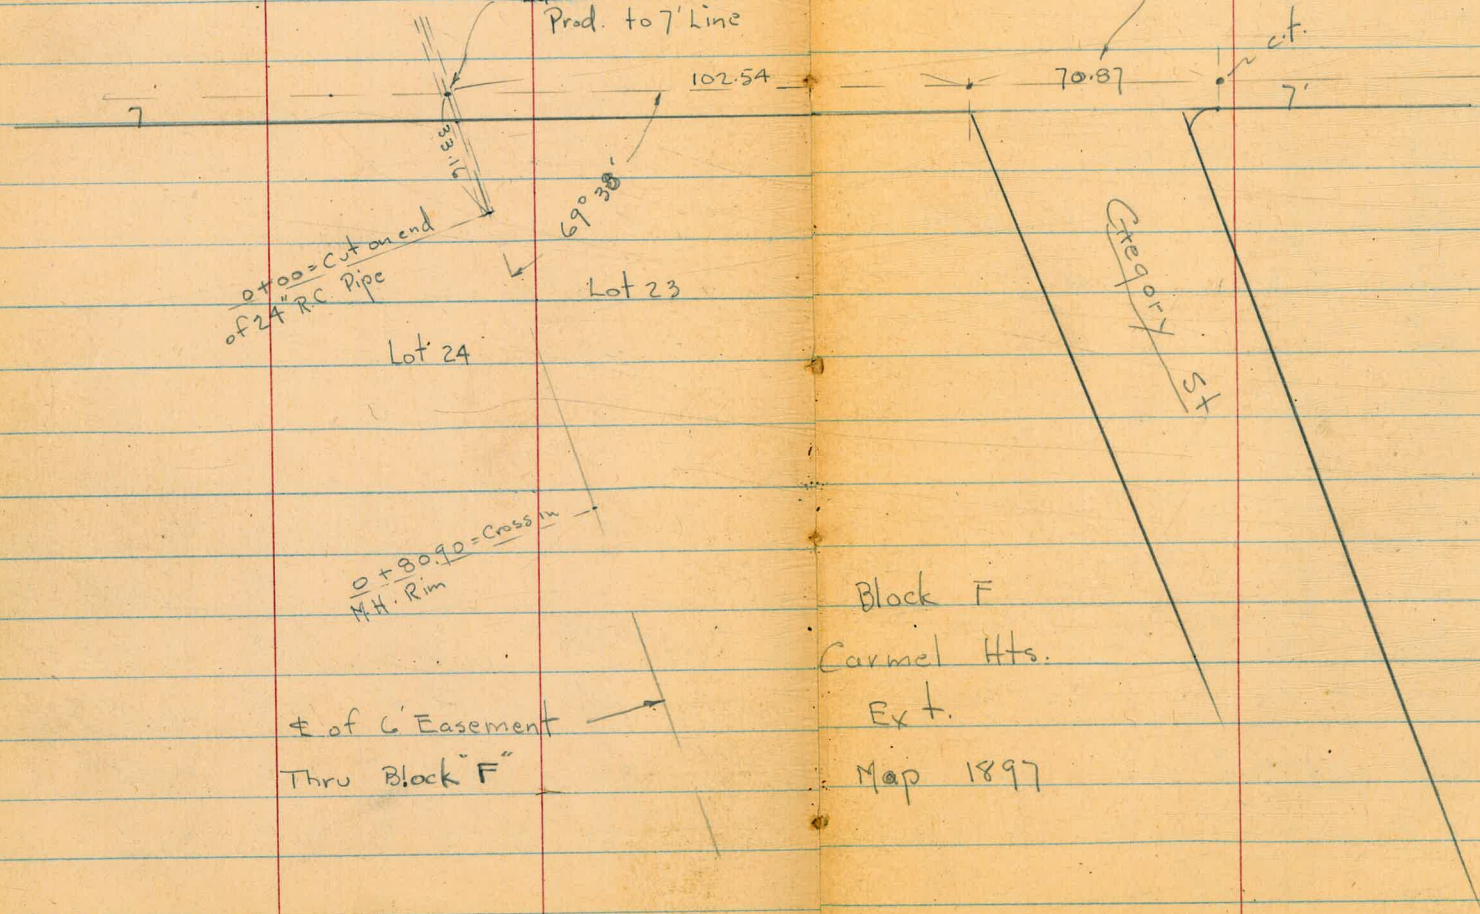 Prod. to 7' Line
c.t.
102.54
70.87
7
7'
33.16
69° 38'
0+00 = Cut on end
of 24" R.C. Pipe
Lot 23
Lot 24
Gregory St
0+80.90 = Cross in
M.H. Rim
Block F
Carmel Hts.
Ext.
Map 1897
℄ of 6' Easement
Thru Block "F"